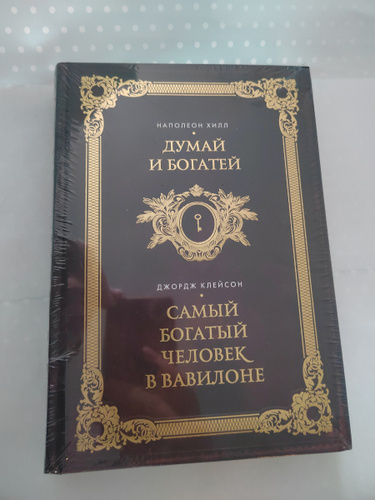 НАПОЛЕОН ХИЛЛ
ДУМАЙ
И БОГАТЕЙ
ДЖОРДЖ КЛЕЙСОН
САМЫЙ
БОГАТЫЙ
ЧЕЛОВЕК
В ВАВИЛОНЕ